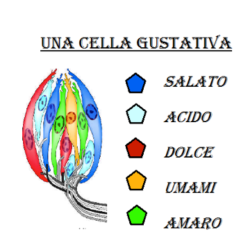 UNA CELLA GUSTATIVA
SALATO
ACIDO
DOLCE
UMAMI
AMARO